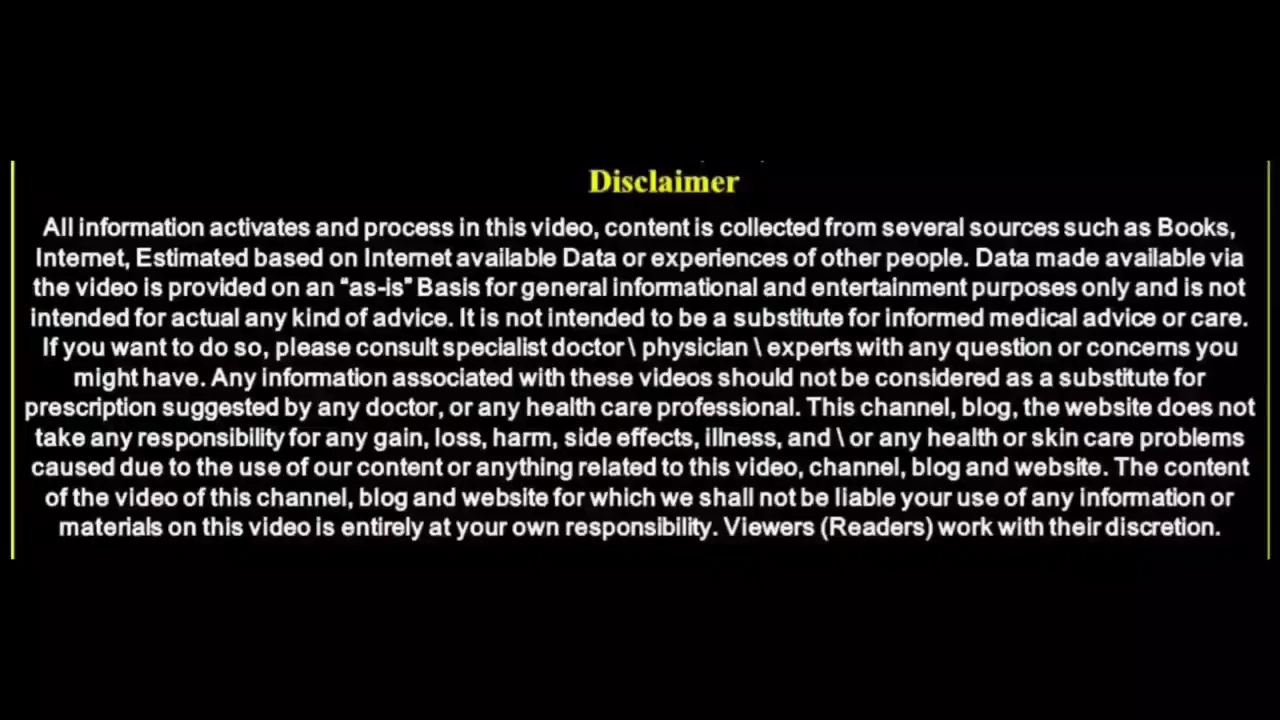 Disclaimer
All information activates and process in this video, content is collected from several sources such as Books,
Internet, Estimated based on Internet available Data or experiences of other people. Data made available via
the video is provided on an “as-is” Basis for general informational and entertainment purposes only and is not
intended for actual any kind of advice. It is not intended to be a substitute for informed medical advice or care.
If you want to do so, please consult specialist doctor \ physician \ experts with any question or concerns you
might have. Any information associated with these videos should not be considered as a substitute for
prescription suggested by any doctor, or any health care professional. This channel, blog, the website does not
take any responsibility for any gain, loss, harm, side effects, illness, and \ or any health or skin care problems
caused due to the use of our content or anything related to this video, channel, blog and website. The content
of the video of this channel, blog and website for which we shall not be liable your use of any information or
materials on this video is entirely at your own responsibility. Viewers (Readers) work with their discretion.